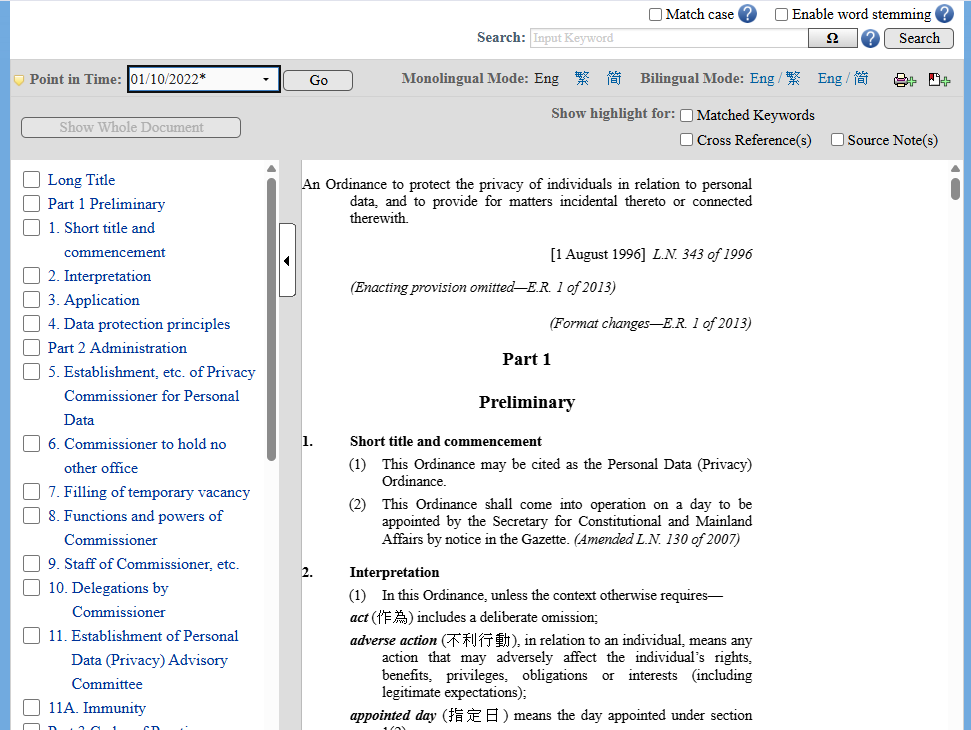 Match case ? Enable word stemming ?
Search: Input Keyword Ω ? Search
Point in Time: 01/10/2022* Go Monolingual Mode: Eng 繁 简 Bilingual Mode: Eng / 繁 Eng / 简
Show highlight for: Matched Keywords
Show Whole Document
Cross Reference(s) Source Note(s)
Long Title
Part 1 Preliminary
1. Short title and
commencement
2. Interpretation
3. Application
4. Data protection principles
Part 2 Administration
5. Establishment, etc. of Privacy
Commissioner for Personal
Data
6. Commissioner to hold no
other office
7. Filling of temporary vacancy
8. Functions and powers of
Commissioner
9. Staff of Commissioner, etc.
10. Delegations by
Commissioner
11. Establishment of Personal
Data (Privacy) Advisory
Committee
11A. Immunity
An Ordinance to protect the privacy of individuals in relation to personal
data, and to provide for matters incidental thereto or connected
therewith.
[1 August 1996] L.N. 343 of 1996
(Enacting provision omitted—E.R. 1 of 2013)
(Format changes—E.R. 1 of 2013)
Part 1
Preliminary
1. Short title and commencement
(1) This Ordinance may be cited as the Personal Data (Privacy)
Ordinance.
(2) This Ordinance shall come into operation on a day to be
appointed by the Secretary for Constitutional and Mainland
Affairs by notice in the Gazette. (Amended L.N. 130 of 2007)
2. Interpretation
(1) In this Ordinance, unless the context otherwise requires—
act (作為) includes a deliberate omission;
adverse action (不利行動), in relation to an individual, means any
action that may adversely affect the individual's rights,
benefits, privileges, obligations or interests (including
legitimate expectations);
appointed day (指定日) means the day appointed under section